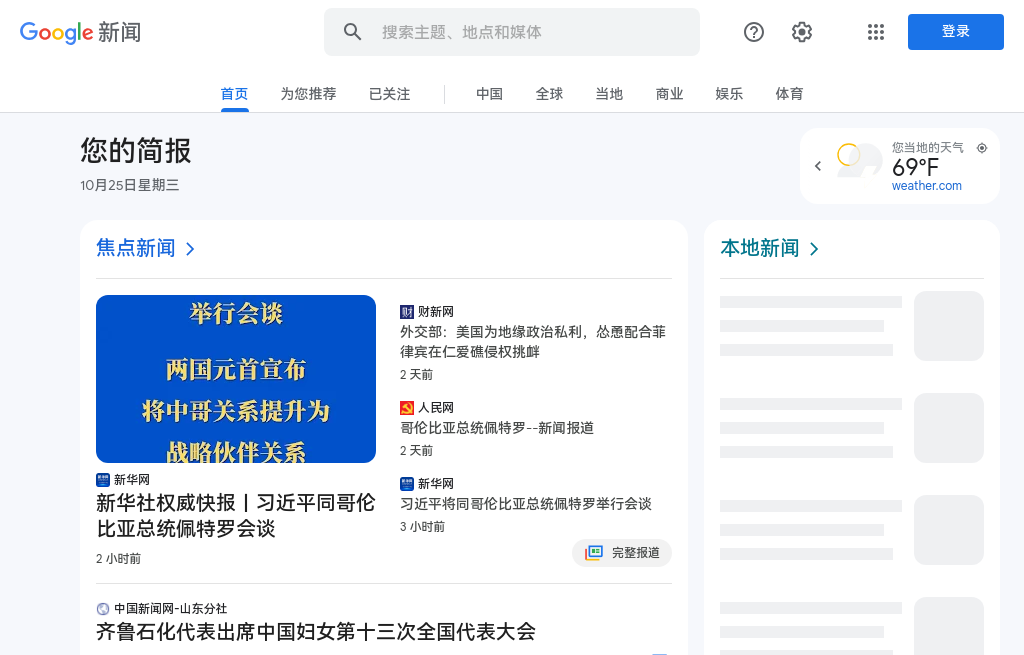 Google 新闻
搜索主题、地点和媒体
登录
首页 为您推荐 已关注 中国 全球 当地 商业 娱乐 体育
您的简报
10月25日星期三
您当地的天气
69°F
weather.com
焦点新闻
举行会谈
两国元首宣布
将中哥关系提升为
战略伙伴关系
新华网
新华社权威快报丨习近平同哥伦
比亚总统佩特罗会谈
2 小时前
财新网
外交部：美国为地缘政治私利，怂恿配合菲
律宾在仁爱礁侵权挑衅
2 天前
人民网
哥伦比亚总统佩特罗--新闻报道
2 天前
新华网
习近平将同哥伦比亚总统佩特罗举行会谈
3 小时前
完整报道
中国新闻网-山东分社
齐鲁石化代表出席中国妇女第十三次全国代表大会
本地新闻